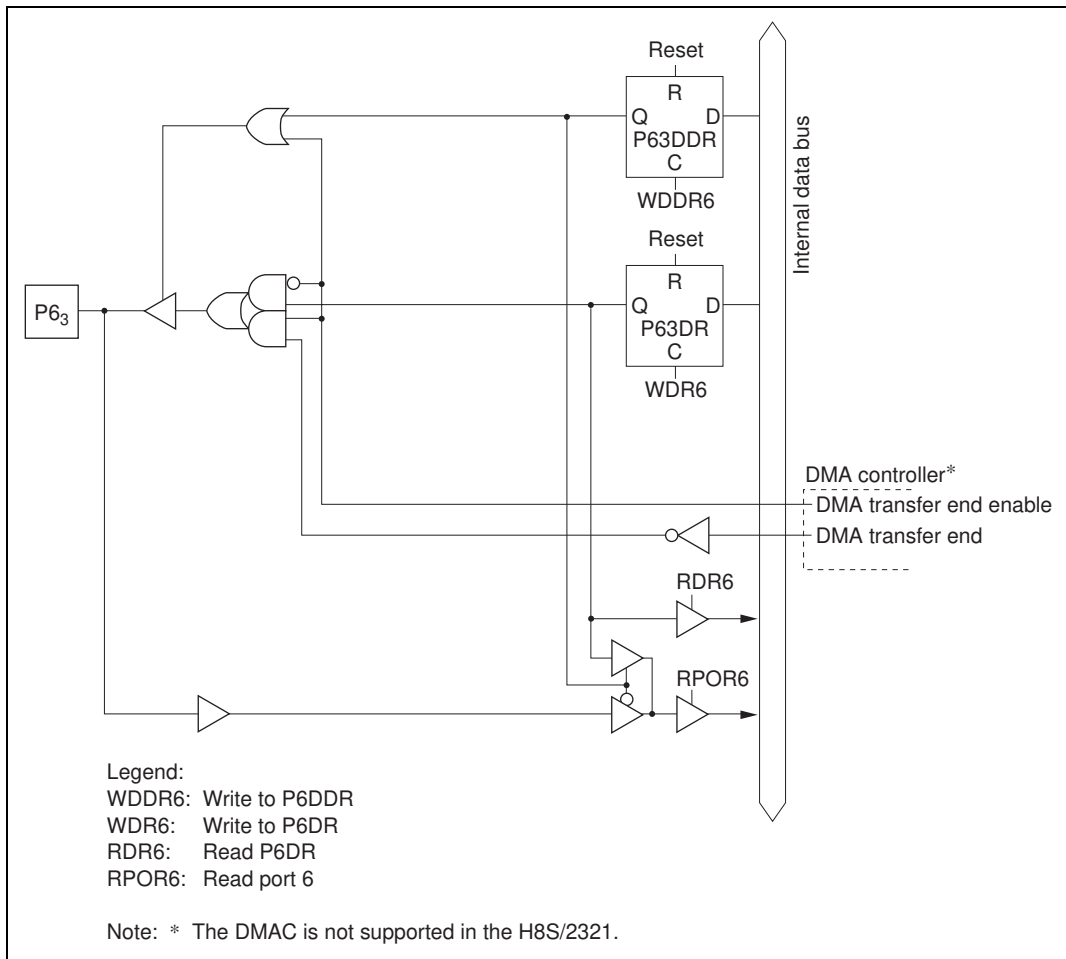 Reset
R
Q D
P63DDR
C
WDDR6
Internal data bus
Reset
R
Q D
P63DR
C
WDR6
P6₃
DMA controller*
DMA transfer end enable
DMA transfer end
RDR6
RPOR6
Legend:
WDDR6: Write to P6DDR
WDR6: Write to P6DR
RDR6: Read P6DR
RPOR6: Read port 6
Note: * The DMAC is not supported in the H8S/2321.